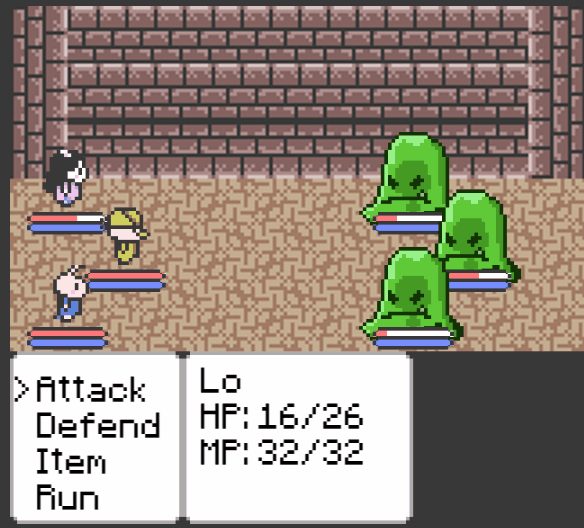 >Attack
Defend
Item
Run
Lo
HP:16/26
MP:32/32